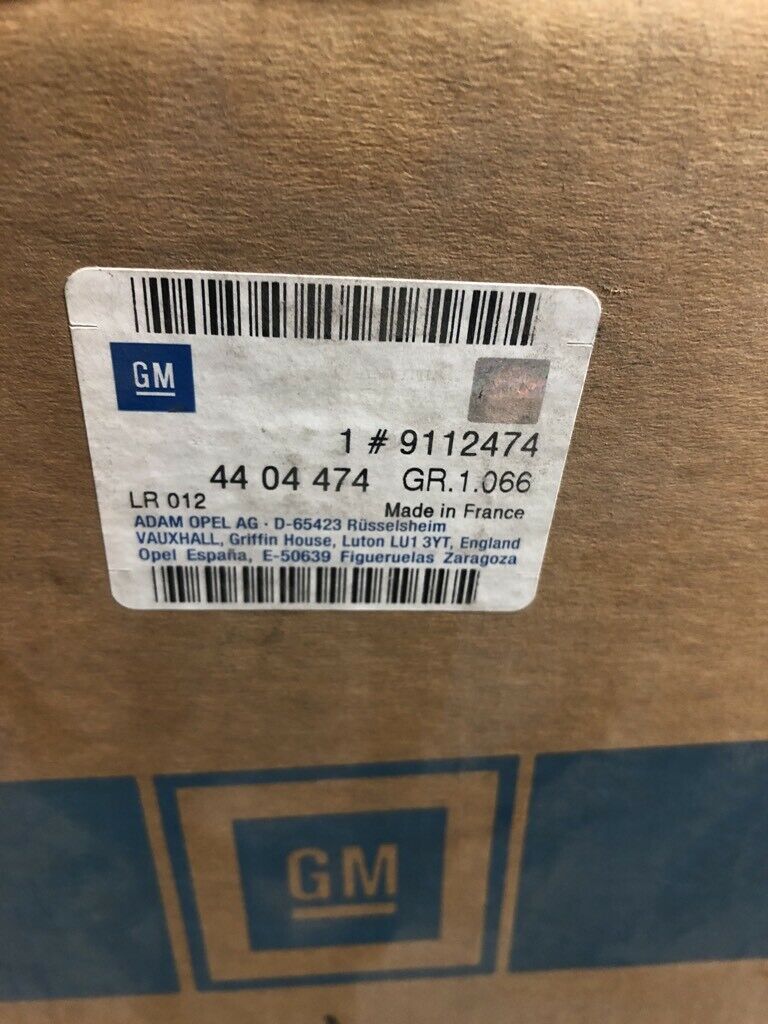 GM
1 # 9112474
44 04 474 GR.1.066
LR 012 Made in France
ADAM OPEL AG · D-65423 Rüsselsheim
VAUXHALL, Griffin House, Luton LU1 3YT, England
Opel España, E-50639 Figueruelas Zaragoza
GM